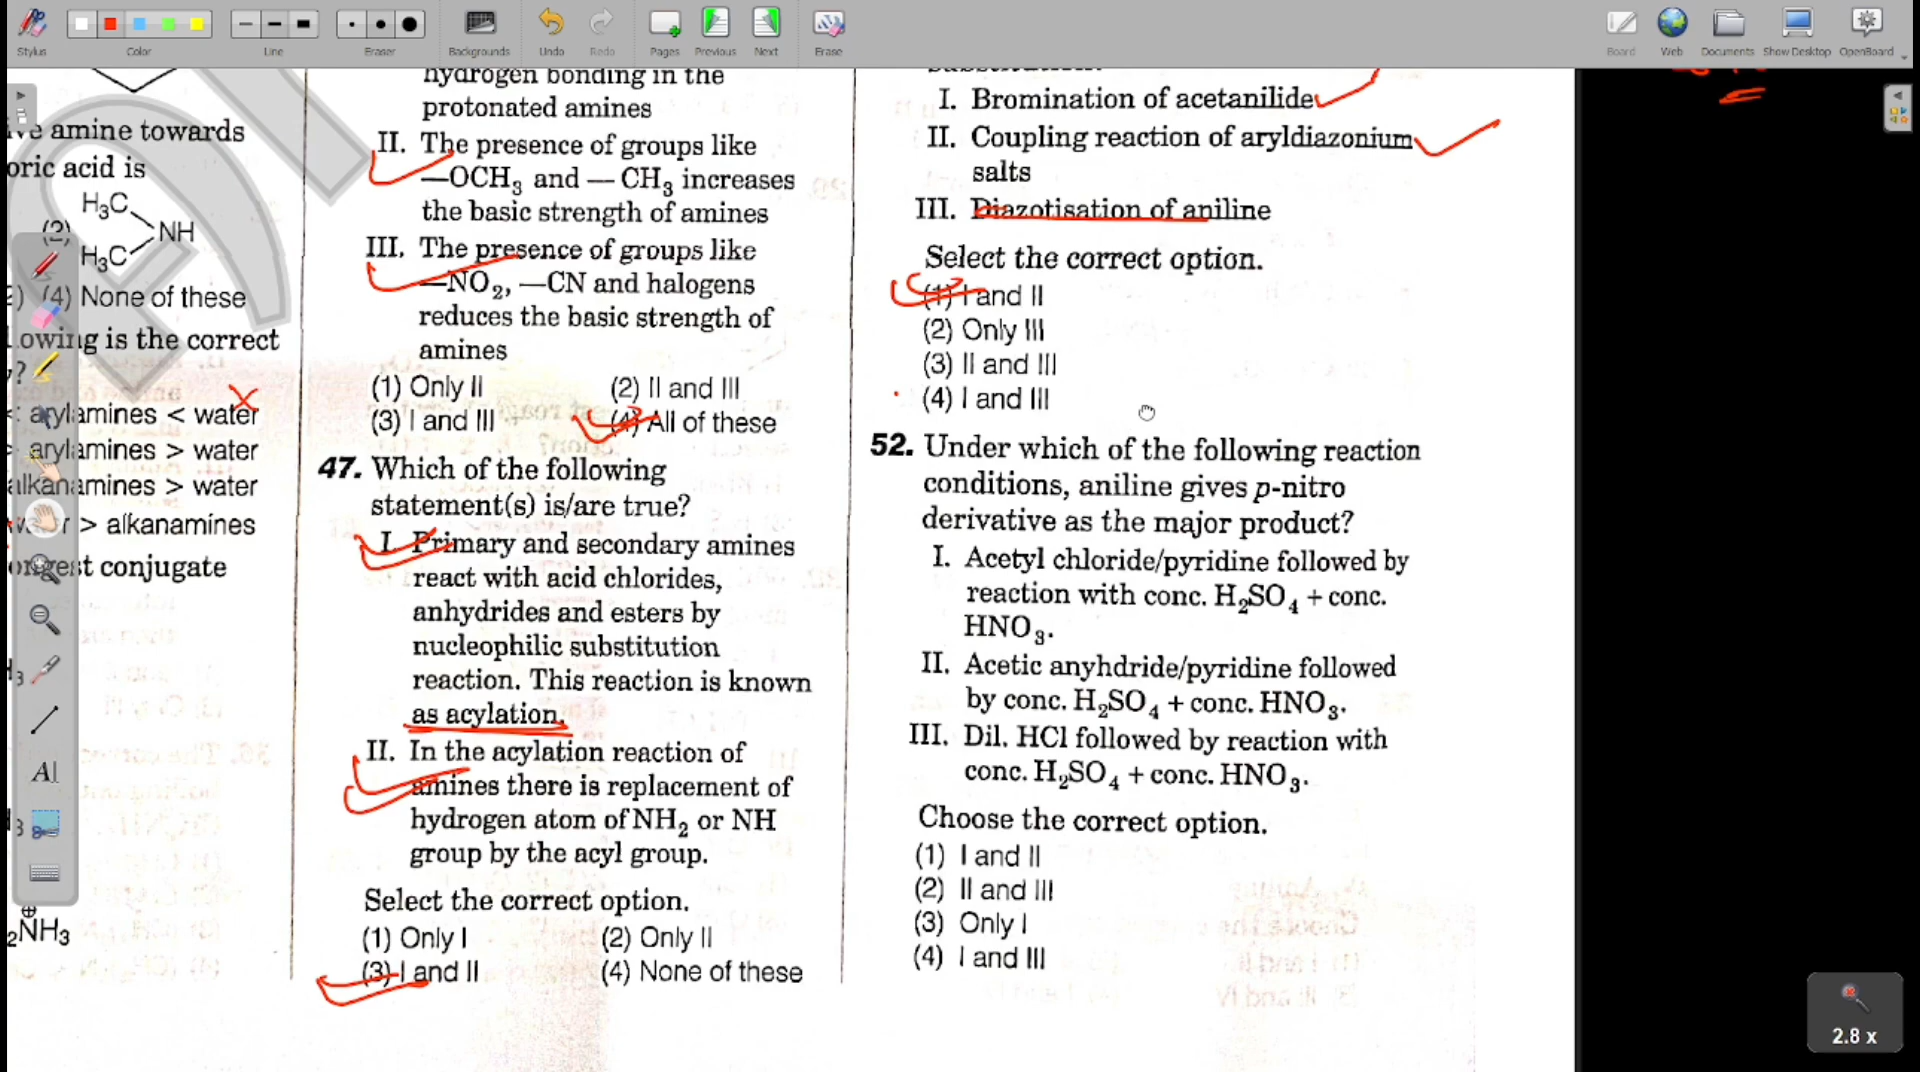 Stylus
Color
Line
Eraser
Backgrounds
Undo
Redo
Pages
Previous
Next
Erase
Board
Web
Documents
Show Desktop
OpenBoard
ive amine towards
oric acid is
H₃C
(2)
NH
H₃C
(4) None of these
lowing is the correct
y?
< arylamines < water
> arylamines > water
alkanamines > water
water > alkanamines
ongest conjugate
⊕
₂NH₃
hydrogen bonding in the
protonated amines
II. The presence of groups like
—OCH₃ and — CH₃ increases
the basic strength of amines
III. The presence of groups like
—NO₂, —CN and halogens
reduces the basic strength of
amines
(1) Only II (2) II and III
(3) I and III (4) All of these
47. Which of the following
statement(s) is/are true?
I. Primary and secondary amines
react with acid chlorides,
anhydrides and esters by
nucleophilic substitution
reaction. This reaction is known
as acylation.
II. In the acylation reaction of
amines there is replacement of
hydrogen atom of NH₂ or NH
group by the acyl group.
Select the correct option.
(1) Only I (2) Only II
(3) I and II (4) None of these
I. Bromination of acetanilide
II. Coupling reaction of aryldiazonium
salts
III. Diazotisation of aniline
Select the correct option.
(1) I and II
(2) Only III
(3) II and III
(4) I and III
52. Under which of the following reaction
conditions, aniline gives p-nitro
derivative as the major product?
I. Acetyl chloride/pyridine followed by
reaction with conc. H₂SO₄ + conc.
HNO₃.
II. Acetic anyhdride/pyridine followed
by conc. H₂SO₄ + conc. HNO₃.
III. Dil. HCl followed by reaction with
conc. H₂SO₄ + conc. HNO₃.
Choose the correct option.
(1) I and II
(2) II and III
(3) Only I
(4) I and III
2.8 x